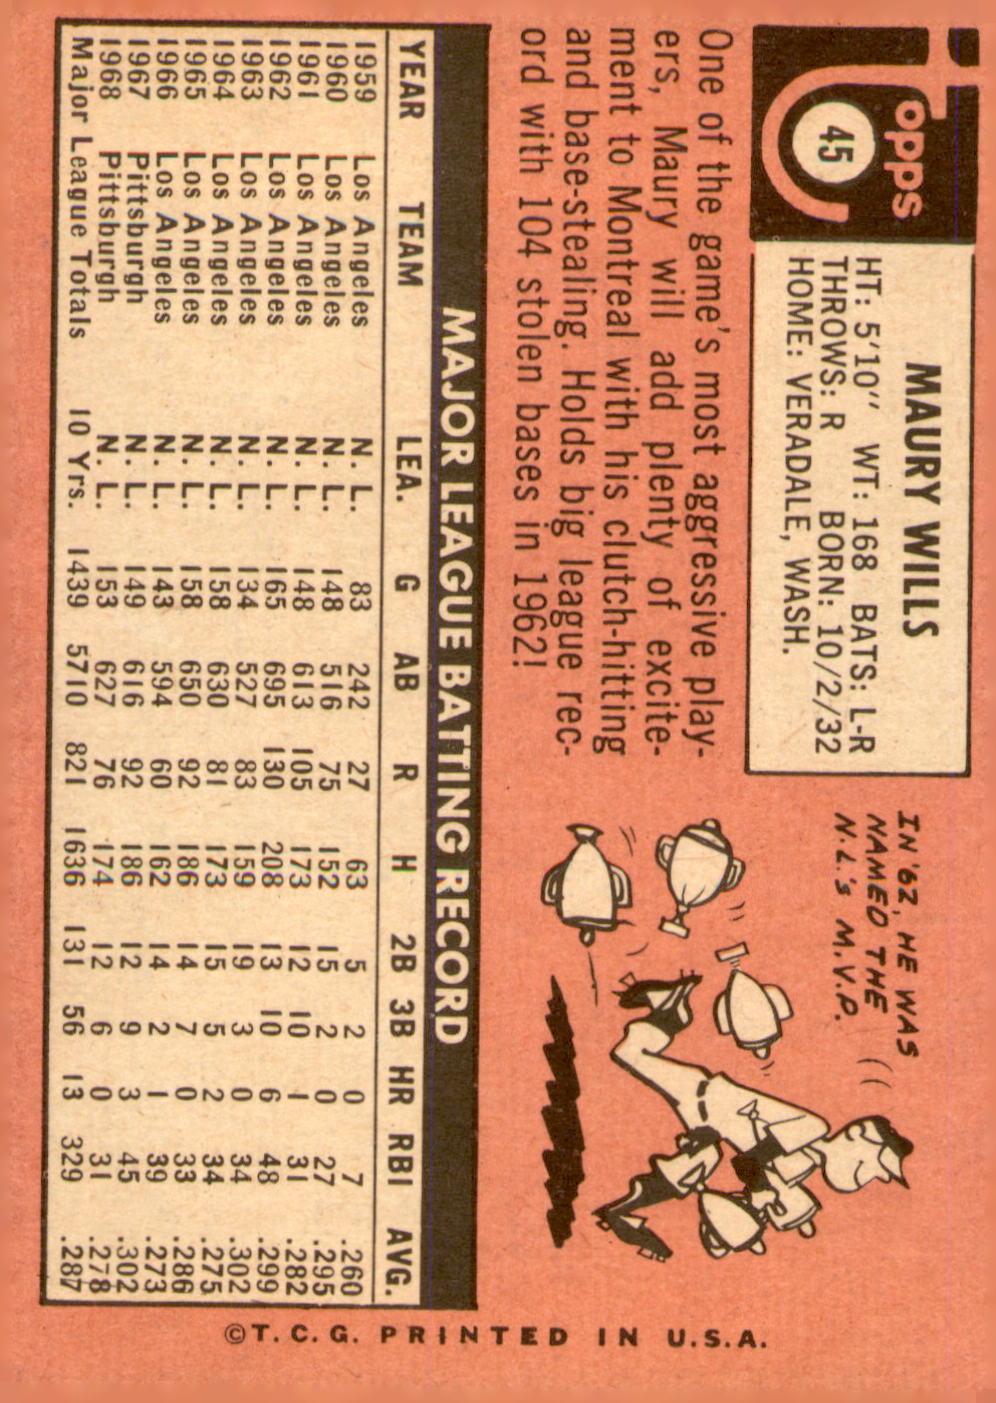 Topps
45
MAURY WILLS
HT: 5'10" WT: 168 BATS: L-R
THROWS: R BORN: 10/2/32
HOME: VERADALE, WASH.
One of the game's most aggressive play-
ers, Maury will add plenty of excite-
ment to Montreal with his clutch-hitting
and base-stealing. Holds big league rec-
ord with 104 stolen bases in 1962!
IN '62, HE WAS
NAMED THE
N.L.'s M.V.P.
MAJOR LEAGUE BATTING RECORD
YEAR TEAM LEA. G AB R H 2B 3B HR RBI AVG.
1959 Los Angeles N. L. 83 242 27 63 5 2 0 7 .260
1960 Los Angeles N. L. 148 516 75 152 15 2 0 27 .295
1961 Los Angeles N. L. 148 613 105 173 12 10 1 31 .282
1962 Los Angeles N. L. 165 695 130 208 13 10 6 48 .299
1963 Los Angeles N. L. 134 527 83 159 19 3 0 34 .302
1964 Los Angeles N. L. 158 630 81 173 15 5 2 34 .275
1965 Los Angeles N. L. 158 650 92 186 14 7 0 33 .286
1966 Los Angeles N. L. 143 594 60 162 14 2 1 39 .273
1967 Pittsburgh N. L. 149 616 92 186 12 9 3 45 .302
1968 Pittsburgh N. L. 153 627 76 174 12 6 0 31 .278
Major League Totals 10 Yrs. 1439 5710 821 1636 131 56 13 329 .287
©T. C. G. PRINTED IN U.S.A.